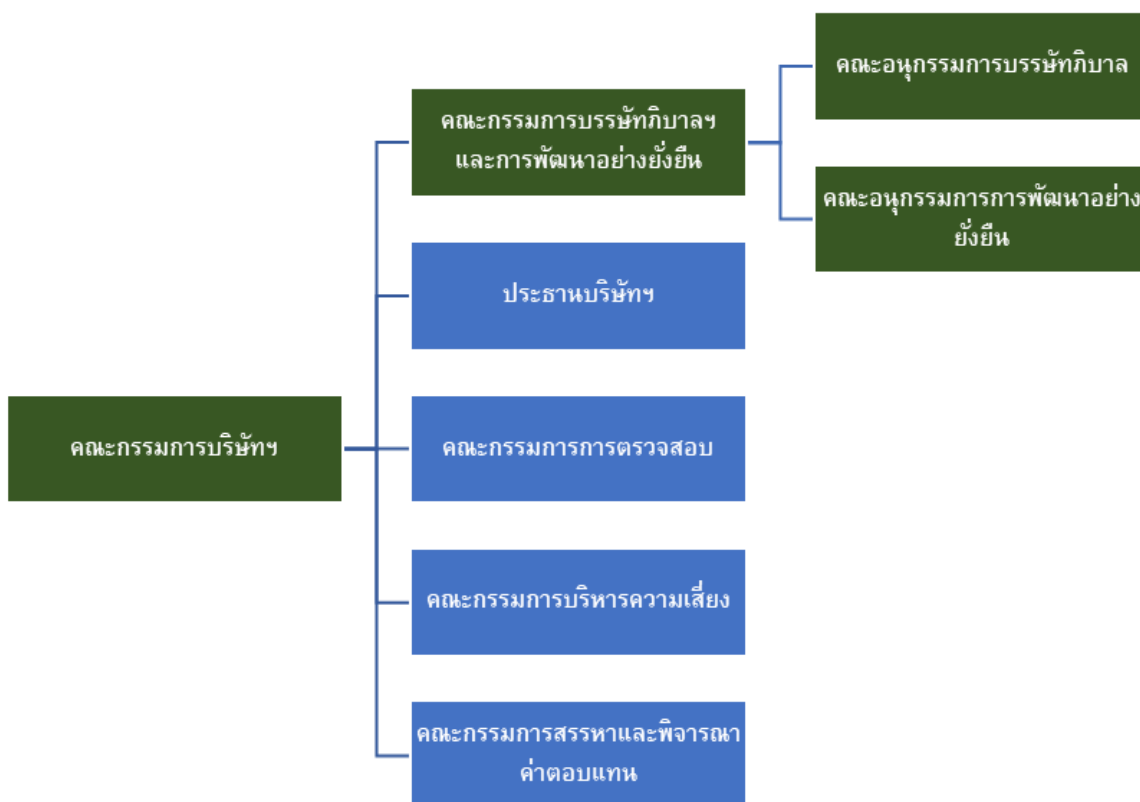 คณะอนุกรรมการบรรษัทภิบาล
คณะกรรมการบรรษัทภิบาลฯ
และการพัฒนาอย่างยั่งยืน
คณะอนุกรรมการการพัฒนาอย่าง
ยั่งยืน
ประธานบริษัทฯ
คณะกรรมการบริษัทฯ
คณะกรรมการการตรวจสอบ
คณะกรรมการบริหารความเสี่ยง
คณะกรรมการสรรหาและพิจารณา
ค่าตอบแทน